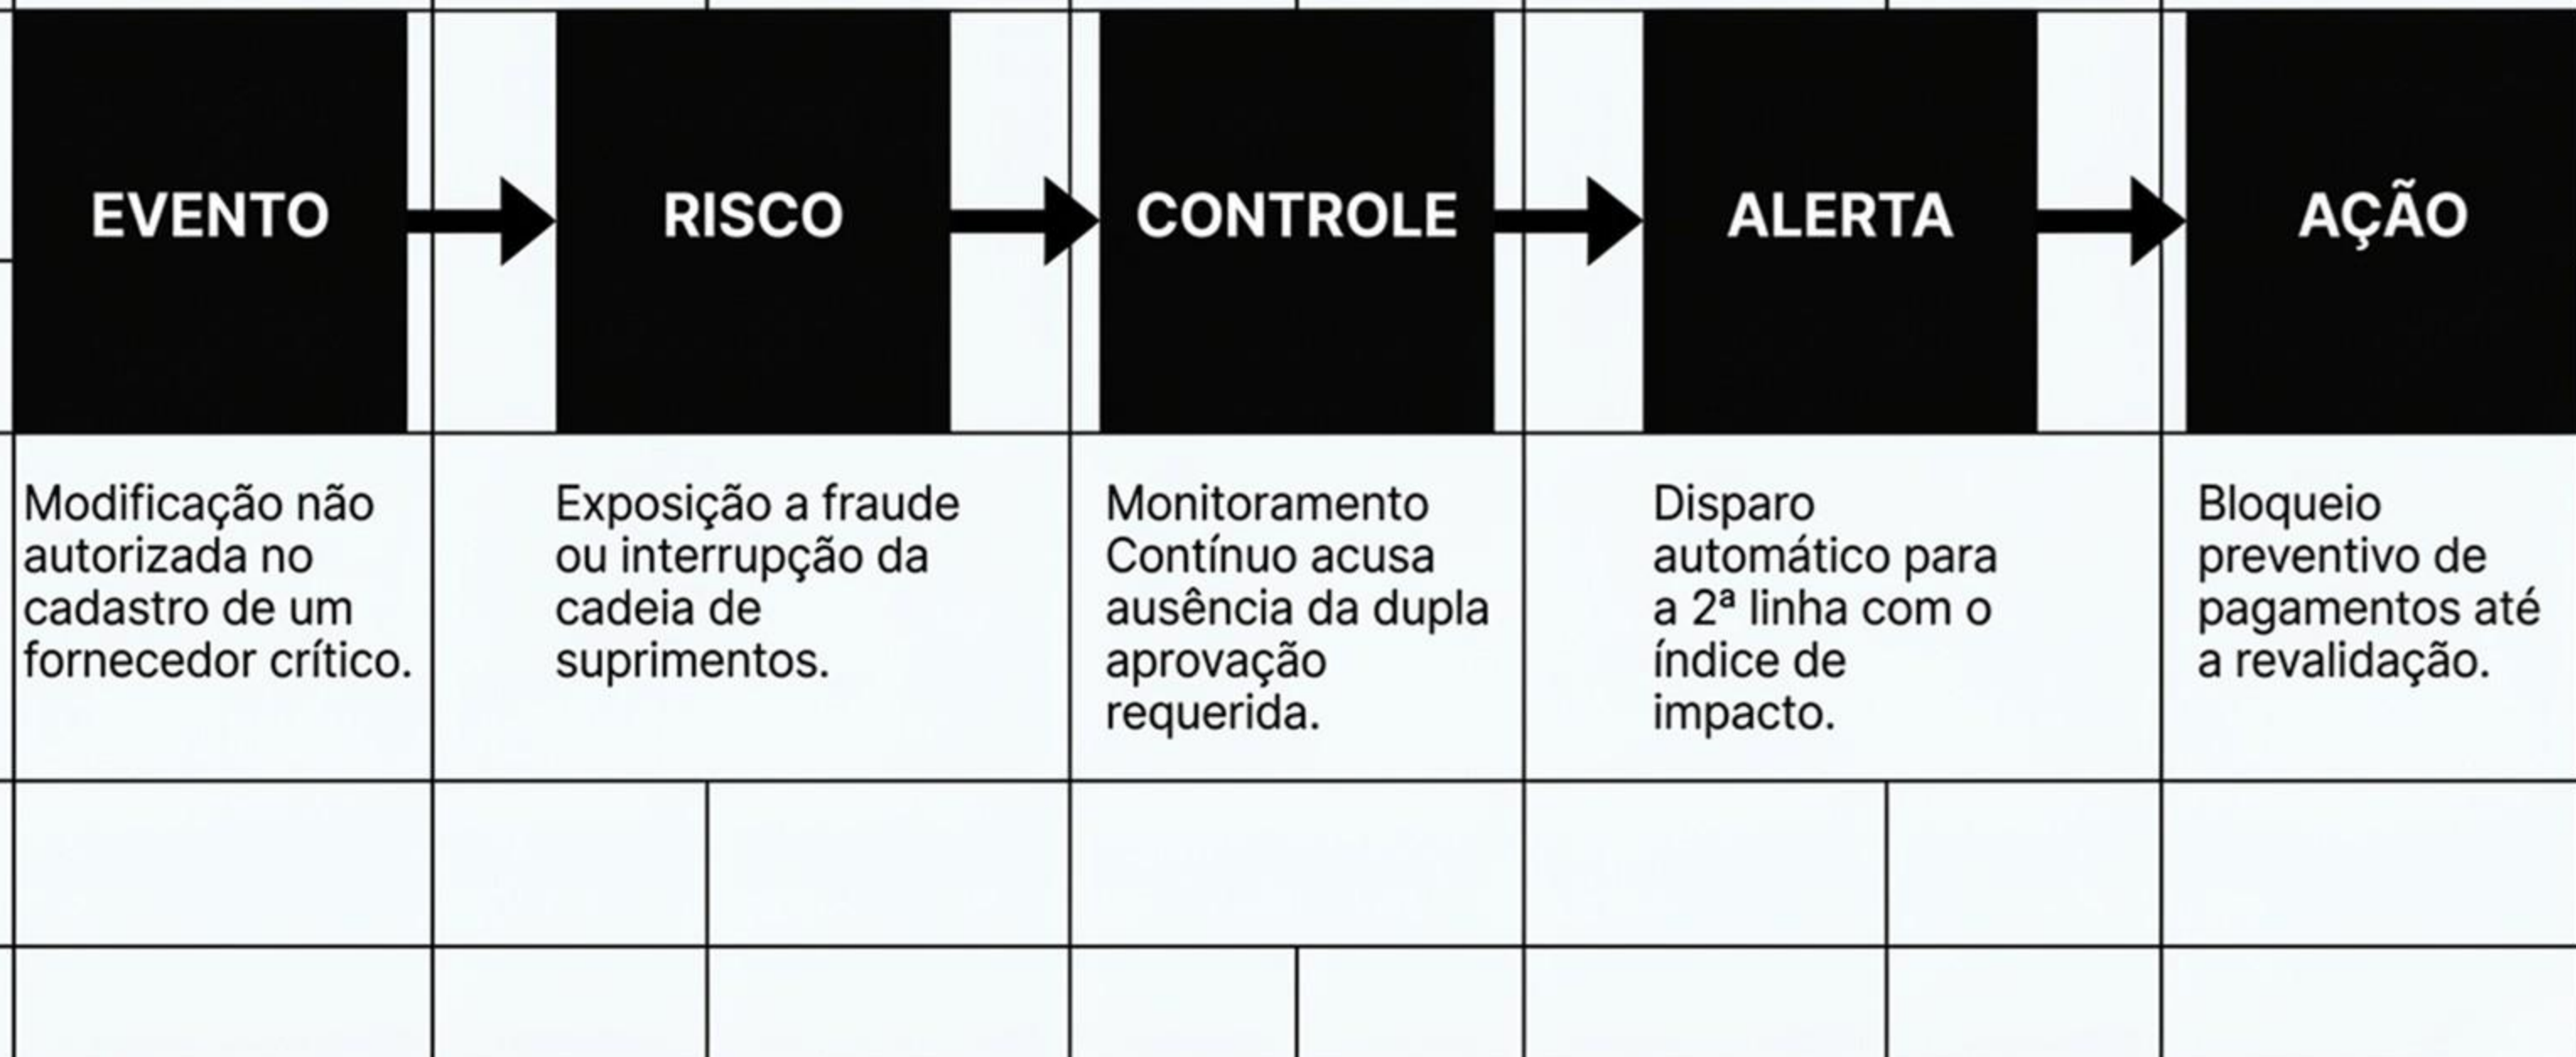 EVENTO
RISCO
CONTROLE
ALERTA
AÇÃO
Modificação não
autorizada no
cadastro de um
fornecedor crítico.
Exposição a fraude
ou interrupção da
cadeia de
suprimentos.
Monitoramento
Contínuo acusa
ausência da dupla
aprovação
requerida.
Disparo
automático para
a 2ª linha com o
índice de
impacto.
Bloqueio
preventivo de
pagamentos até
a revalidação.